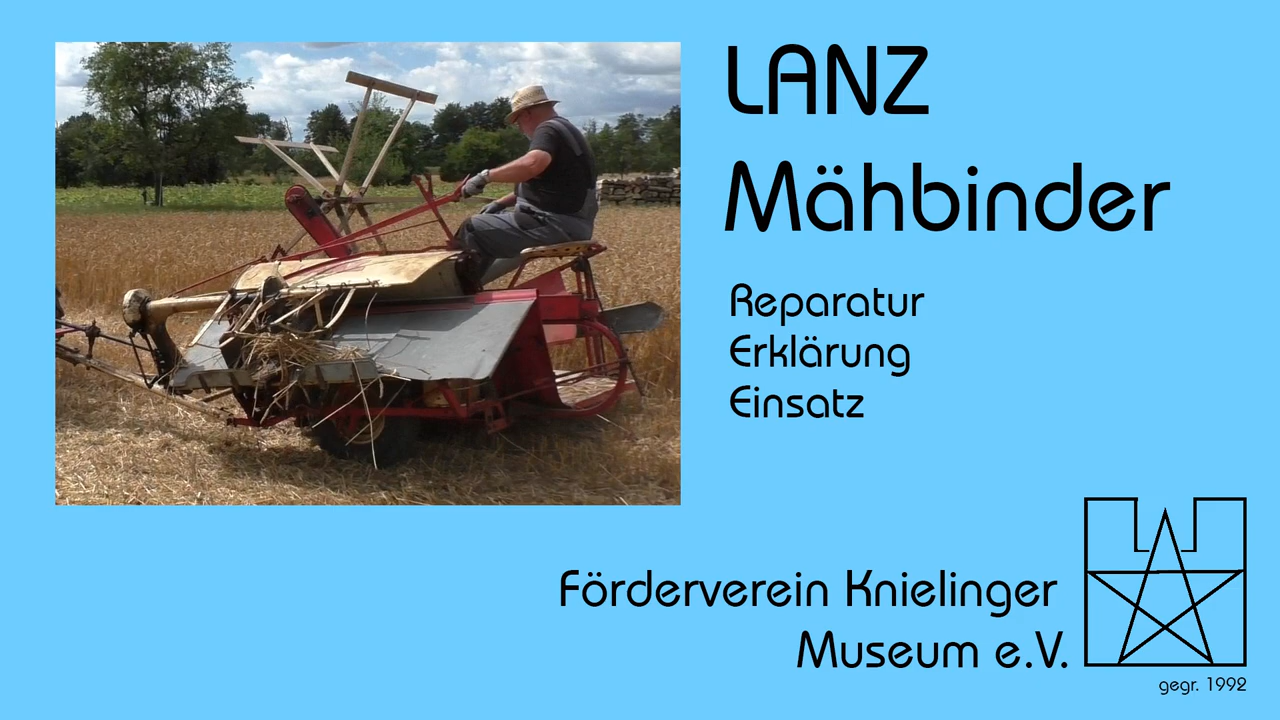 LANZ
Mähbinder
Reparatur
Erklärung
Einsatz
Förderverein Knielinger
Museum e.V.
gegr. 1992